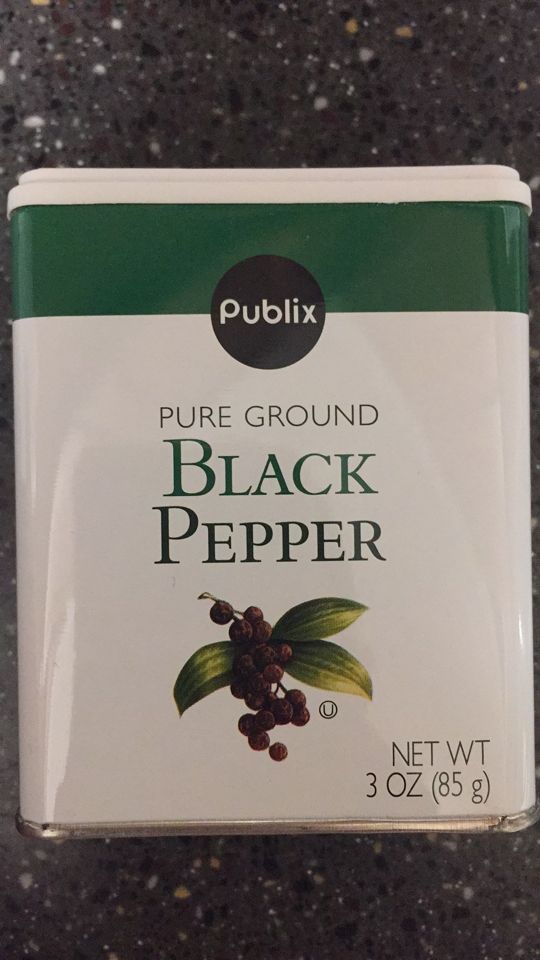 Publix
PURE GROUND
BLACK
PEPPER
U
NET WT
3 OZ (85 g)